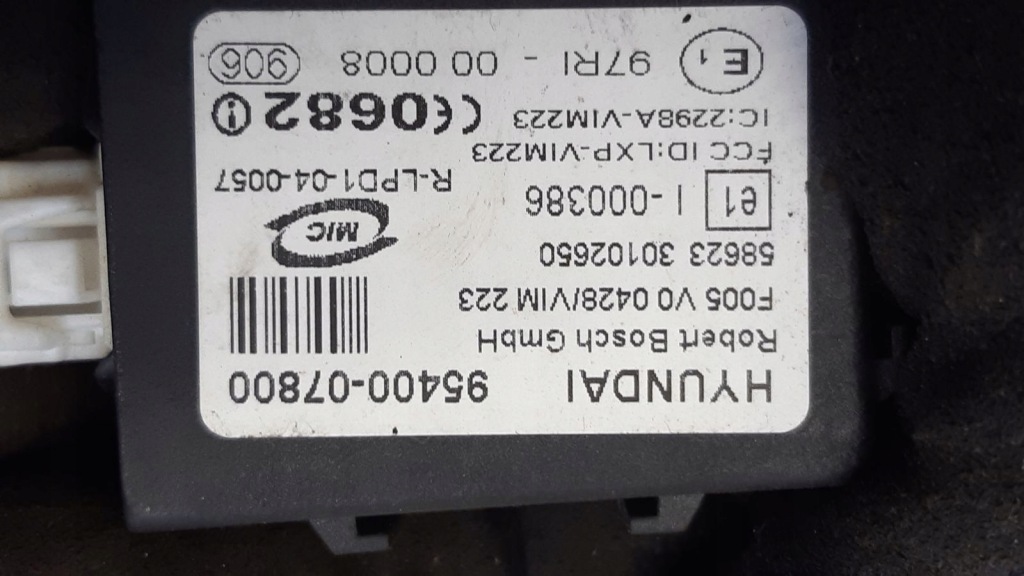 HYUNDAI 95400-07800
Robert Bosch GmbH
F005 V0 0428/VIM 223
58623 30102650
MIC
e1 I-000386
R-LPD1-04-0057
FCC ID:LXP-VIM223
IC:2298A-VIM223
CE0682
E1 97RI - 00 0008 906